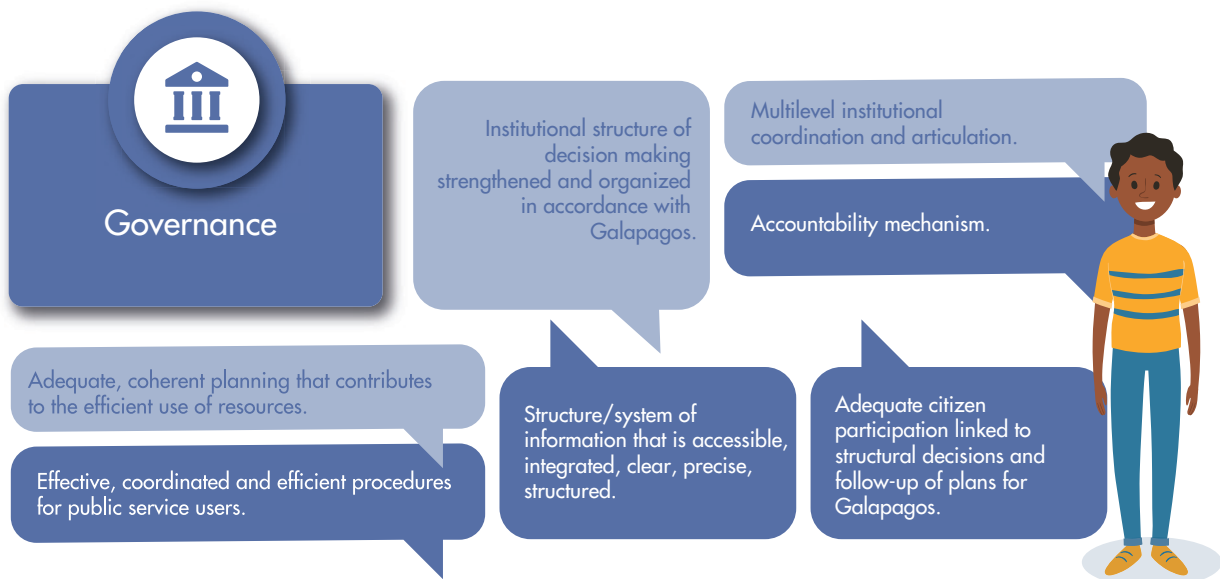 Governance
Institutional structure of
decision making
strengthened and organized
in accordance with
Galapagos.
Multilevel institutional
coordination and articulation.
Accountability mechanism.
Adequate, coherent planning that contributes
to the efficient use of resources.
Effective, coordinated and efficient procedures
for public service users.
Structure/system of
information that is accessible,
integrated, clear, precise,
structured.
Adequate citizen
participation linked to
structural decisions and
follow-up of plans for
Galapagos.